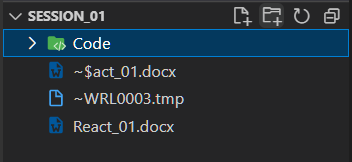 SESSION_01
Code
~$act_01.docx
~WRL0003.tmp
React_01.docx